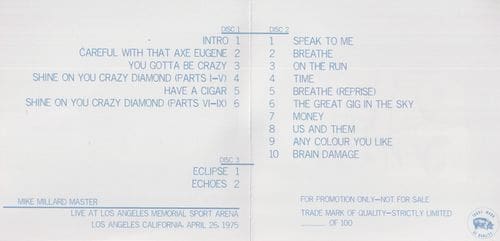 DISC 1
INTRO 1
CAREFUL WITH THAT AXE EUGENE 2
YOU GOTTA BE CRAZY 3
SHINE ON YOU CRAZY DIAMOND (PARTS I-V) 4
HAVE A CIGAR 5
SHINE ON YOU CRAZY DIAMOND (PARTS VI-IX) 6
DISC 2
1 SPEAK TO ME
2 BREATHE
3 ON THE RUN
4 TIME
5 BREATHE (REPRISE)
6 THE GREAT GIG IN THE SKY
7 MONEY
8 US AND THEM
9 ANY COLOUR YOU LIKE
10 BRAIN DAMAGE
DISC 3
ECLIPSE 1
ECHOES 2
MIKE MILLARD MASTER
LIVE AT LOS ANGELES MEMORIAL SPORT ARENA
LOS ANGELES CALIFORNIA. APRIL 26, 1975
FOR PROMOTION ONLY—NOT FOR SALE
TRADE MARK OF QUALITY—STRICTLY LIMITED
OF 100
TRADE MARK
OF QUALITY